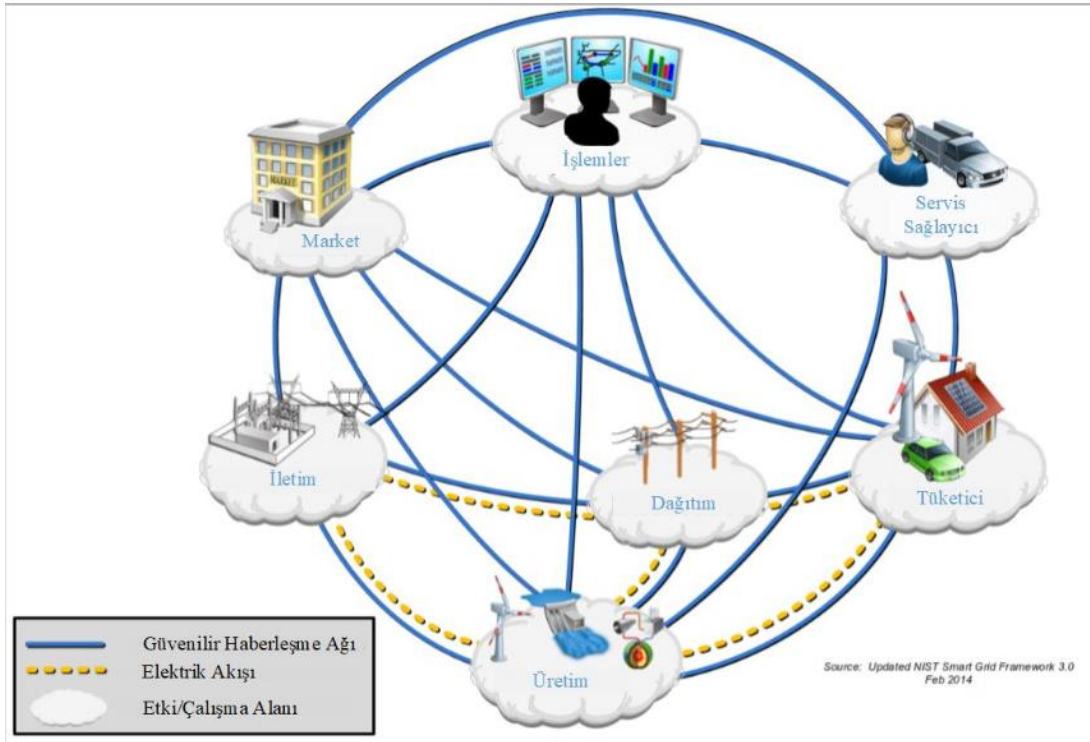 İşlemler
MARKET
Market
Servis
Sağlayıcı
İletim
Dağıtım
Tüketici
Üretim
Güvenilir Haberleşme Ağı
Elektrik Akışı
Etki/Çalışma Alanı
Source: Updated NIST Smart Grid Framework 3.0
Feb 2014